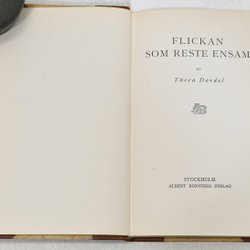 FLICKAN
SOM RESTE ENSAM
AV
Thora Dardel
STOCKHOLM
ALBERT BONNIERS FÖRLAG